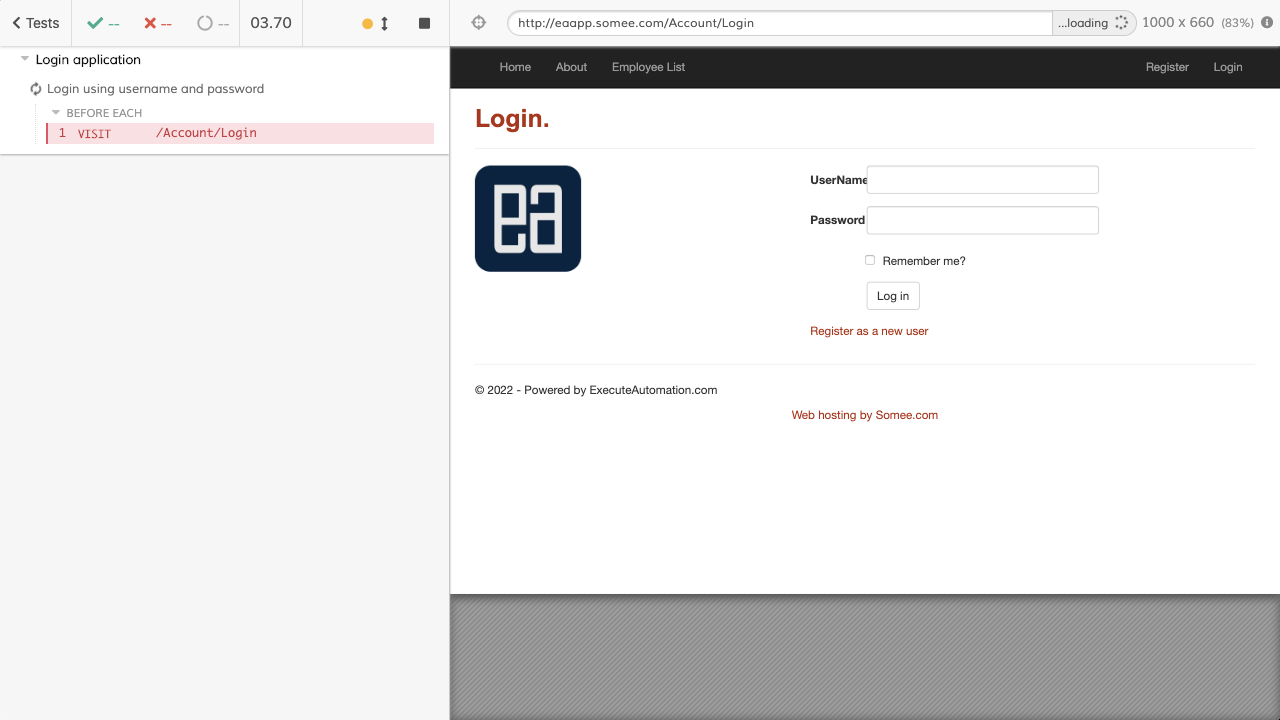 Tests -- -- -- 03.70
http://eaapp.somee.com/Account/Login ...loading 1000 x 660 (83%)
Login application
Login using username and password
BEFORE EACH
1 VISIT /Account/Login
Home About Employee List Register Login
Login.
ea
UserName
Password
Remember me?
Log in
Register as a new user
© 2022 - Powered by ExecuteAutomation.com
Web hosting by Somee.com